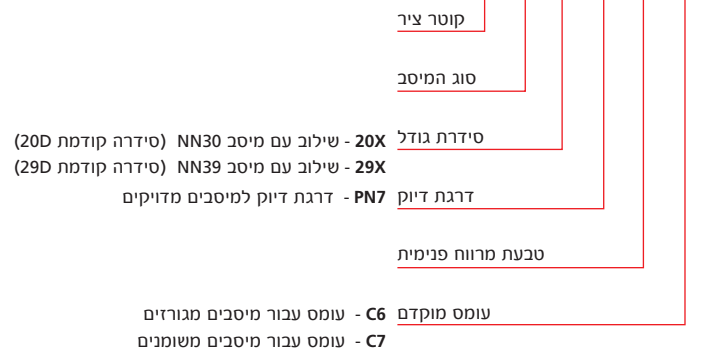 קוטר ציר
סוג המיסב
סידרת גודל 20X - שילוב עם מיסב NN30 (סידרה קודמת 20D)
29X - שילוב עם מיסב NN39 (סידרה קודמת 29D)
דרגת דיוק PN7 - דרגת דיוק למיסבים מדויקים
טבעת מרווח פנימית
עומס מוקדם C6 - עומס עבור מיסבים מגורזים
C7 - עומס עבור מיסבים משומנים